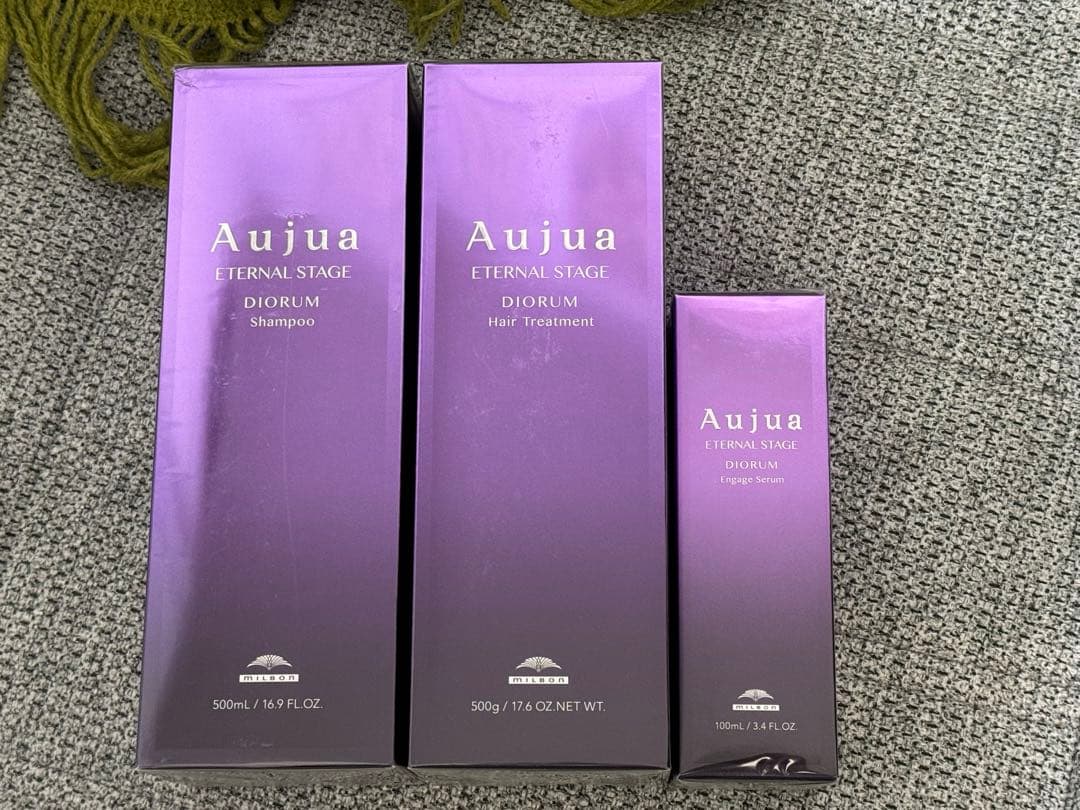 Aujua
ETERNAL STAGE
DIORUM
Shampoo
MILBON
500mL / 16.9 FL.OZ.
Aujua
ETERNAL STAGE
DIORUM
Hair Treatment
MILBON
500g / 17.6 OZ.NET WT.
Aujua
ETERNAL STAGE
DIORUM
Engage Serum
MILBON
100mL / 3.4 FL.OZ.